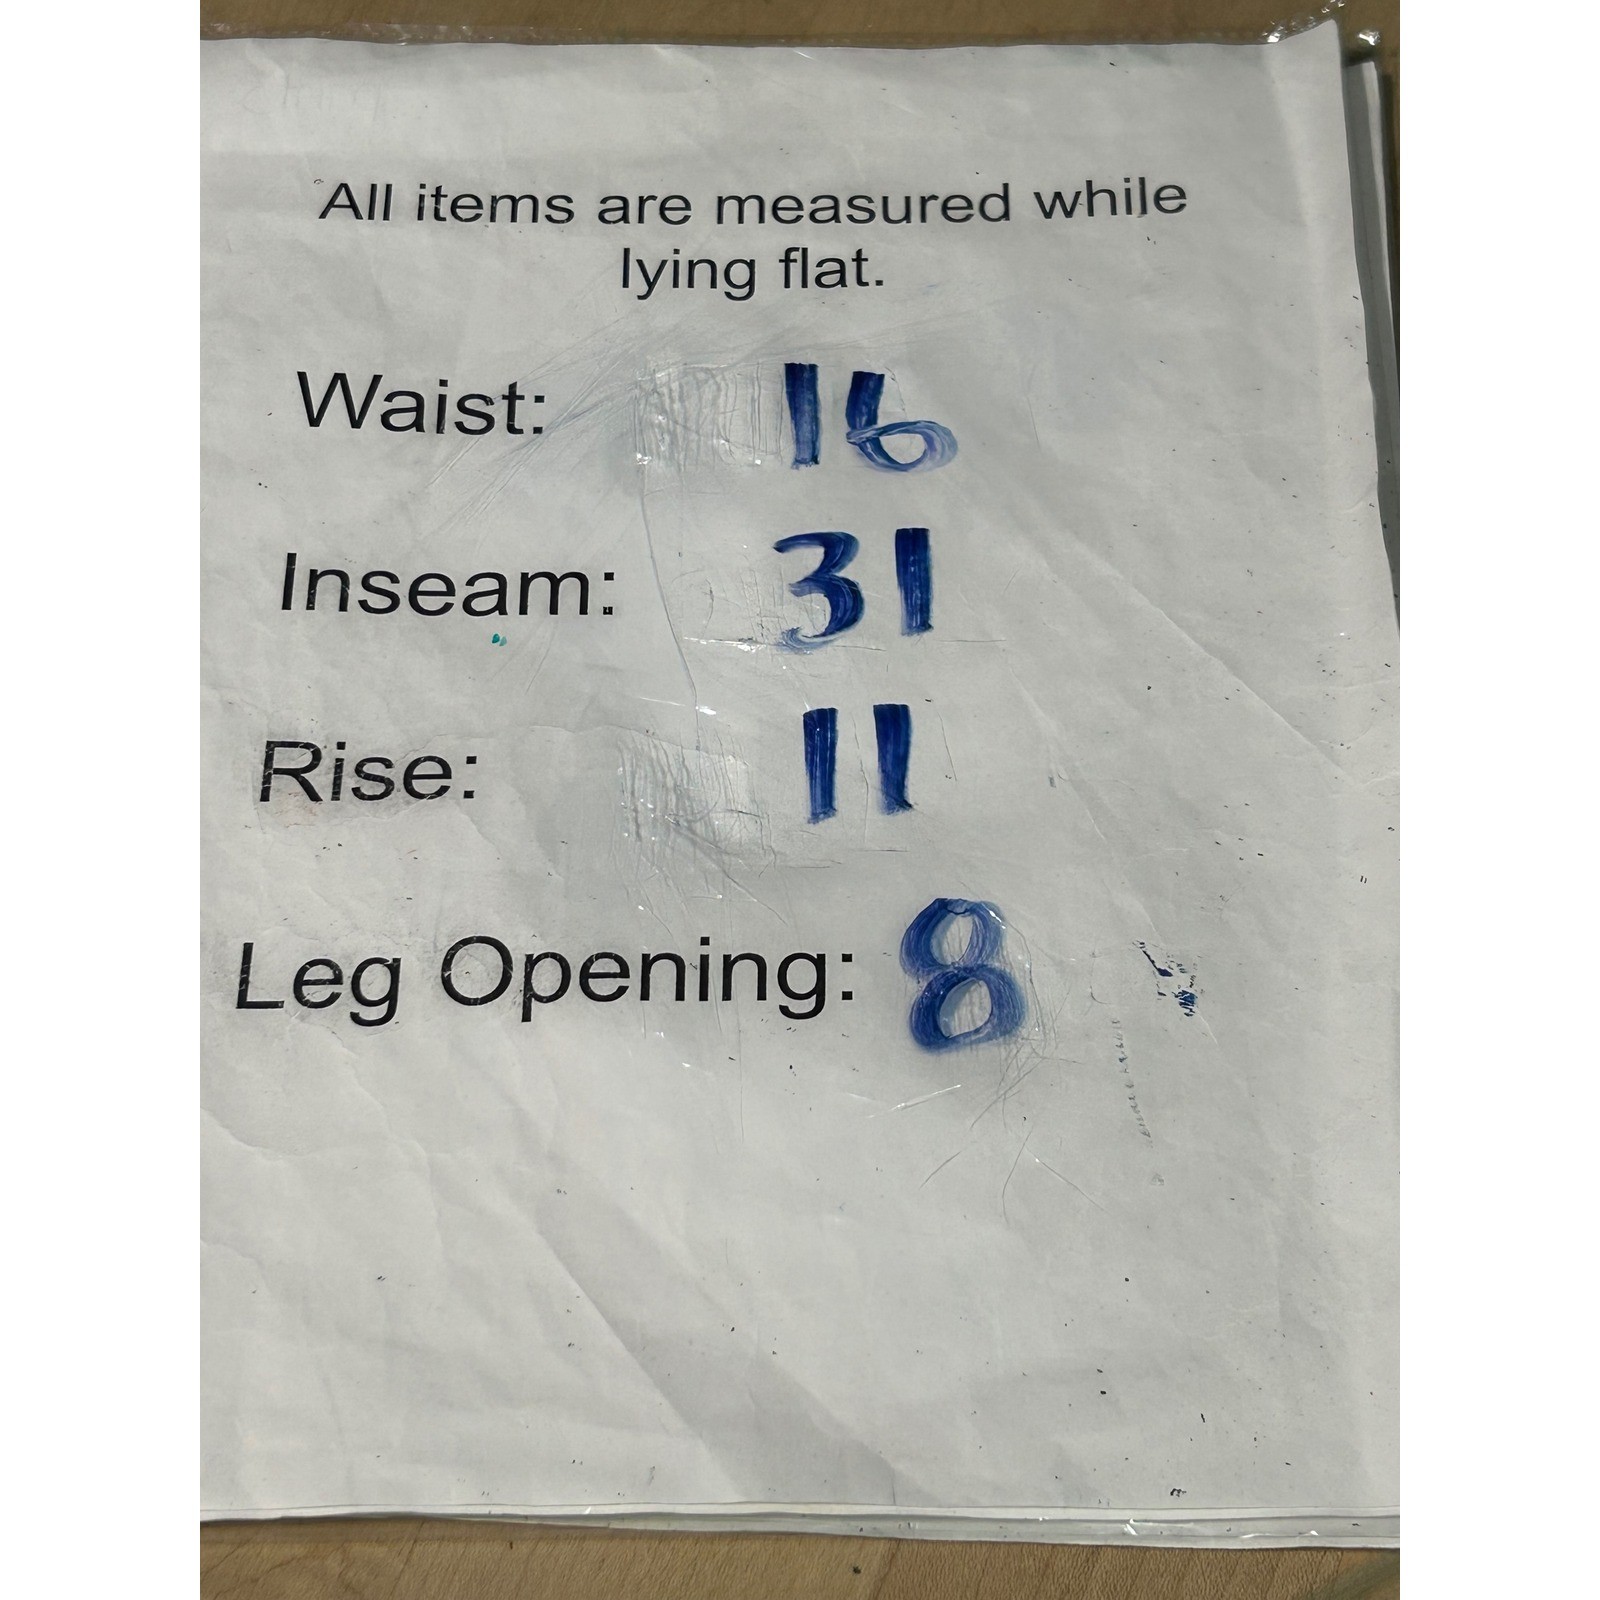 All items are measured while
lying flat.
Waist: 16
Inseam: 31
Rise: 11
Leg Opening: 8